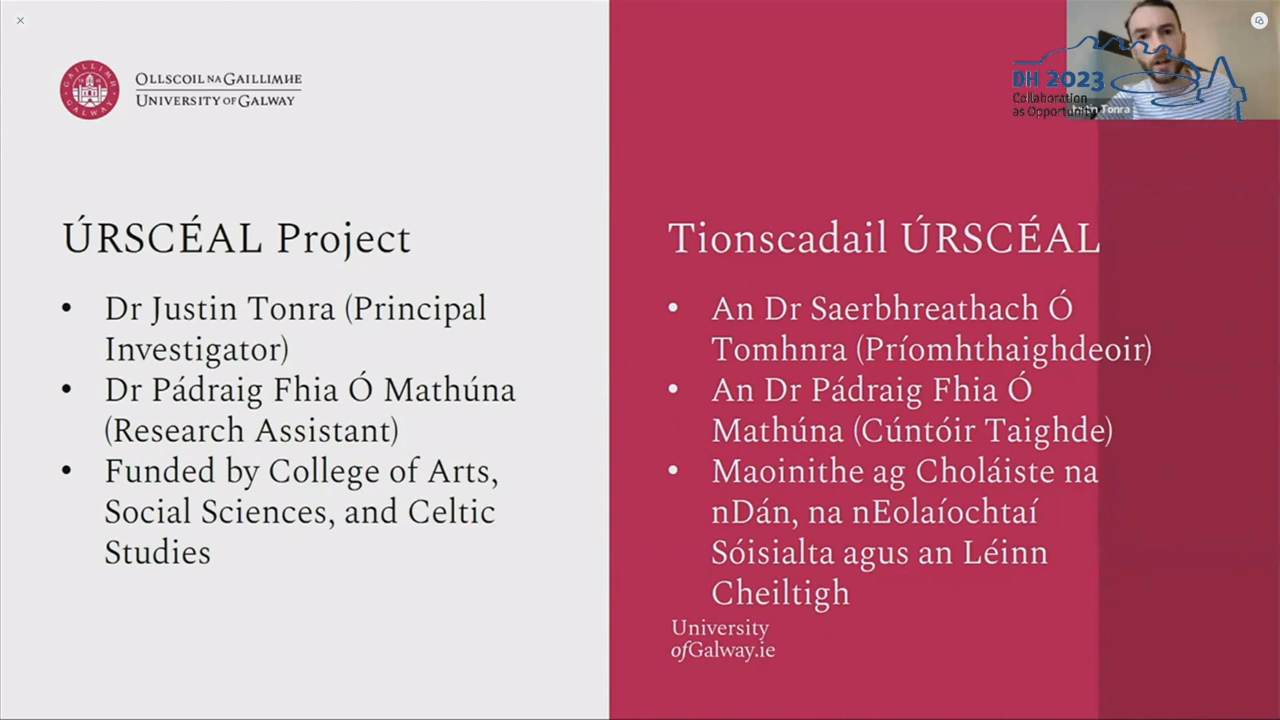 OLLSCOIL NA GAILLIMHE
UNIVERSITY OF GALWAY
DH 2023
Collaboration
as Opportunity
Tonra
ÚRSCÉAL Project
• Dr Justin Tonra (Principal
Investigator)
• Dr Pádraig Fhia Ó Mathúna
(Research Assistant)
• Funded by College of Arts,
Social Sciences, and Celtic
Studies
Tionscadail ÚRSCÉAL
• An Dr Saerbhreathach Ó
Tomhnra (Príomhthaighdeoir)
• An Dr Pádraig Fhia Ó
Mathúna (Cúntóir Taighde)
• Maoinithe ag Choláiste na
nDán, na nEolaíochtaí
Sóisialta agus an Léinn
Cheiltigh
University
ofGalway.ie